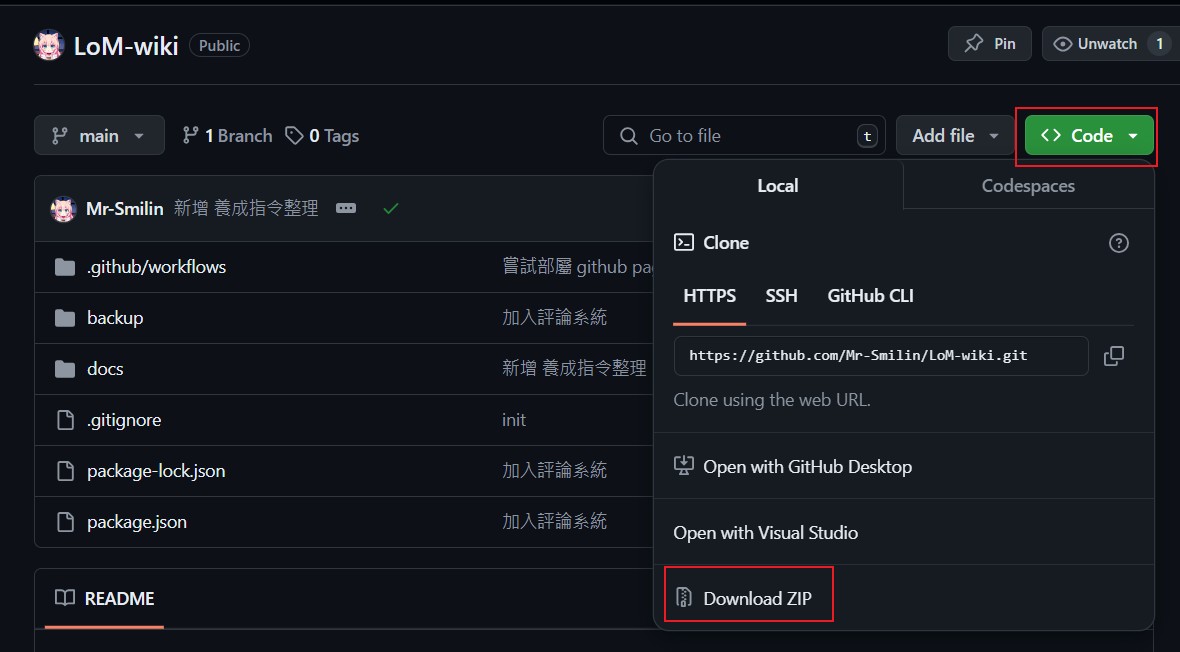 LoM-wiki Public Pin Unwatch 1
main 1 Branch 0 Tags Go to file t Add file Code
Local Codespaces
Mr-Smilin 新增 養成指令整理
Clone
.github/workflows 嘗試部屬 github pag
HTTPS SSH GitHub CLI
backup 加入評論系統
https://github.com/Mr-Smilin/LoM-wiki.git
docs 新增 養成指令整理
Clone using the web URL.
.gitignore init
package-lock.json 加入評論系統
Open with GitHub Desktop
package.json 加入評論系統
Open with Visual Studio
README
Download ZIP